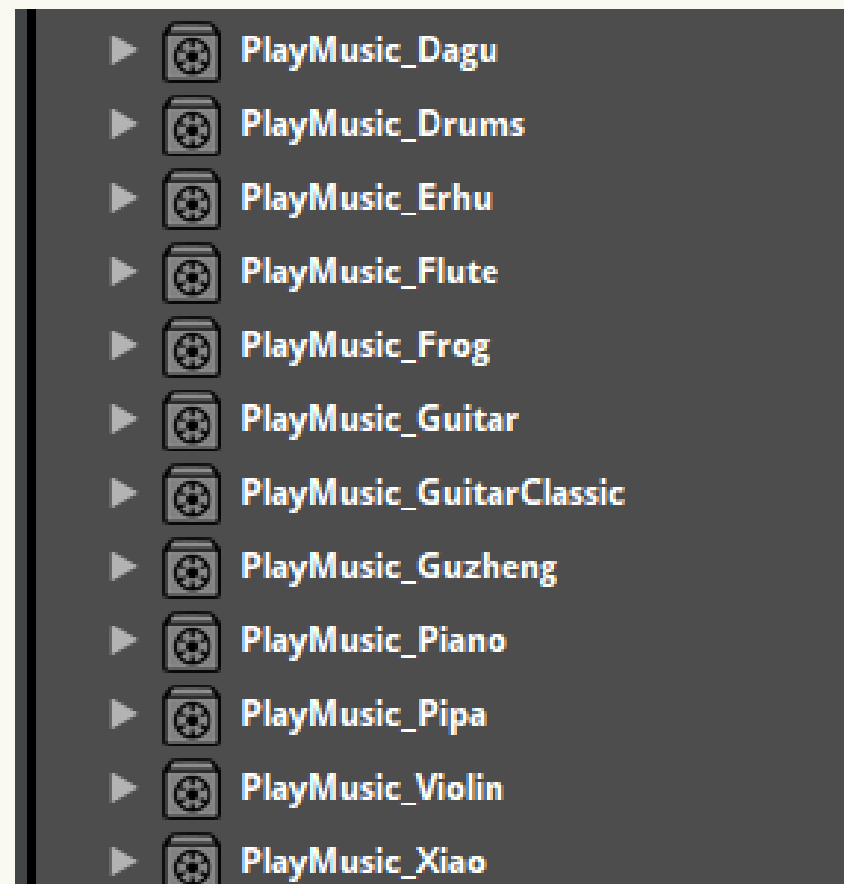 PlayMusic_Dagu
PlayMusic_Drums
PlayMusic_Erhu
PlayMusic_Flute
PlayMusic_Frog
PlayMusic_Guitar
PlayMusic_GuitarClassic
PlayMusic_Guzheng
PlayMusic_Piano
PlayMusic_Pipa
PlayMusic_Violin
PlayMusic_Xiao